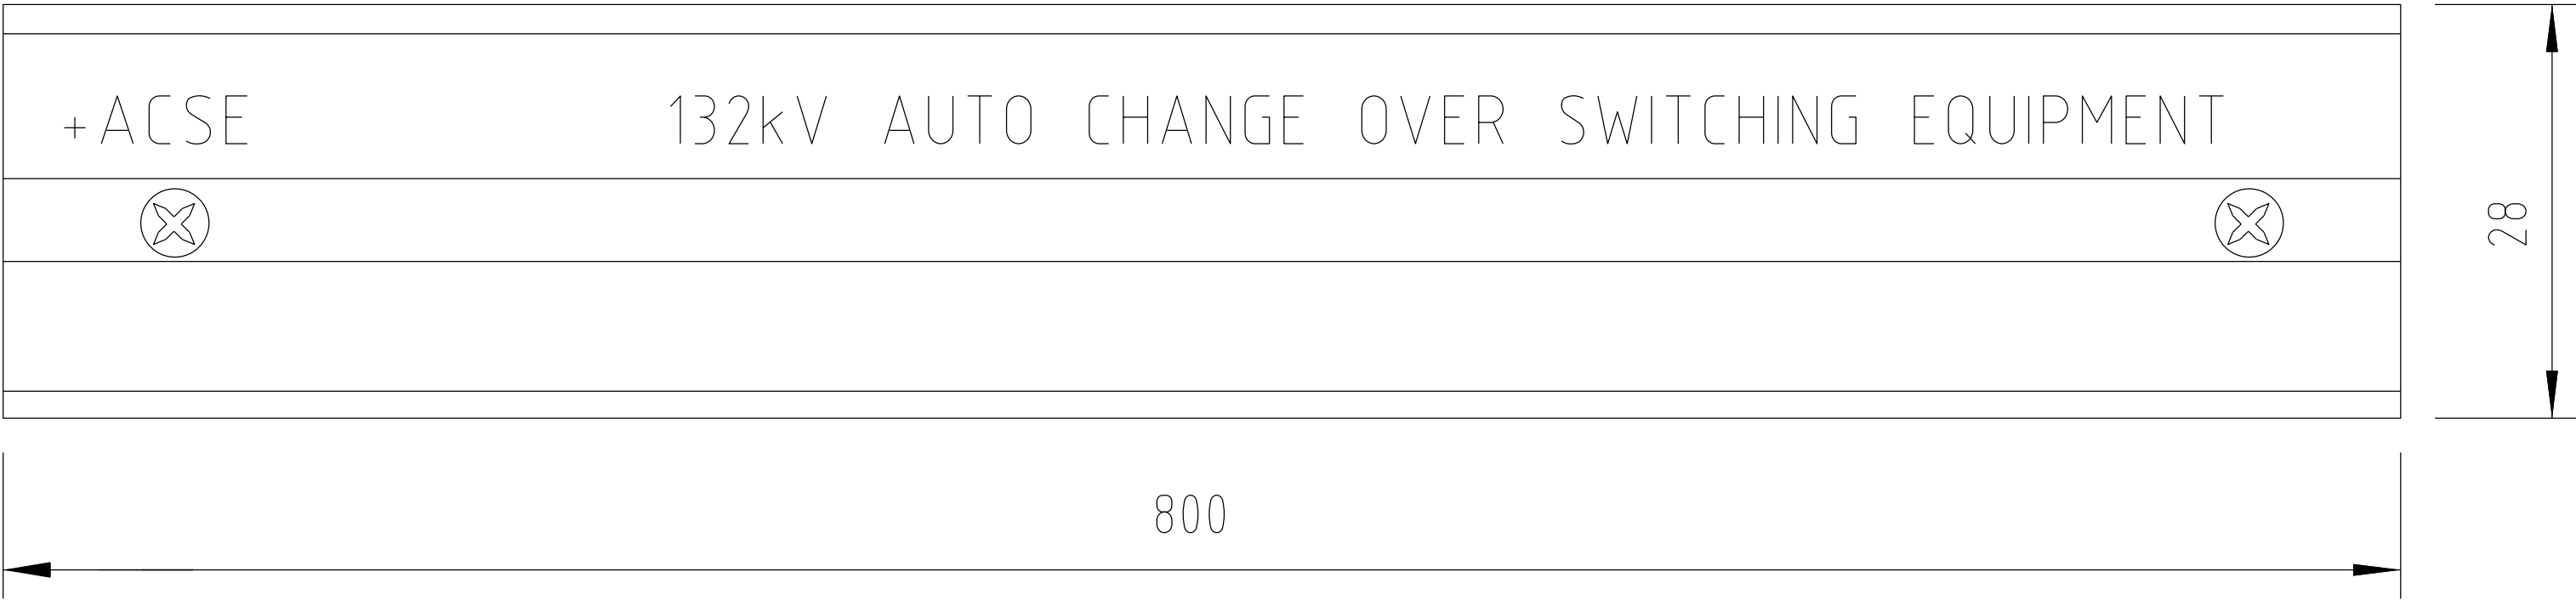 +ACSE 132kV AUTO CHANGE OVER SWITCHING EQUIPMENT
28
800